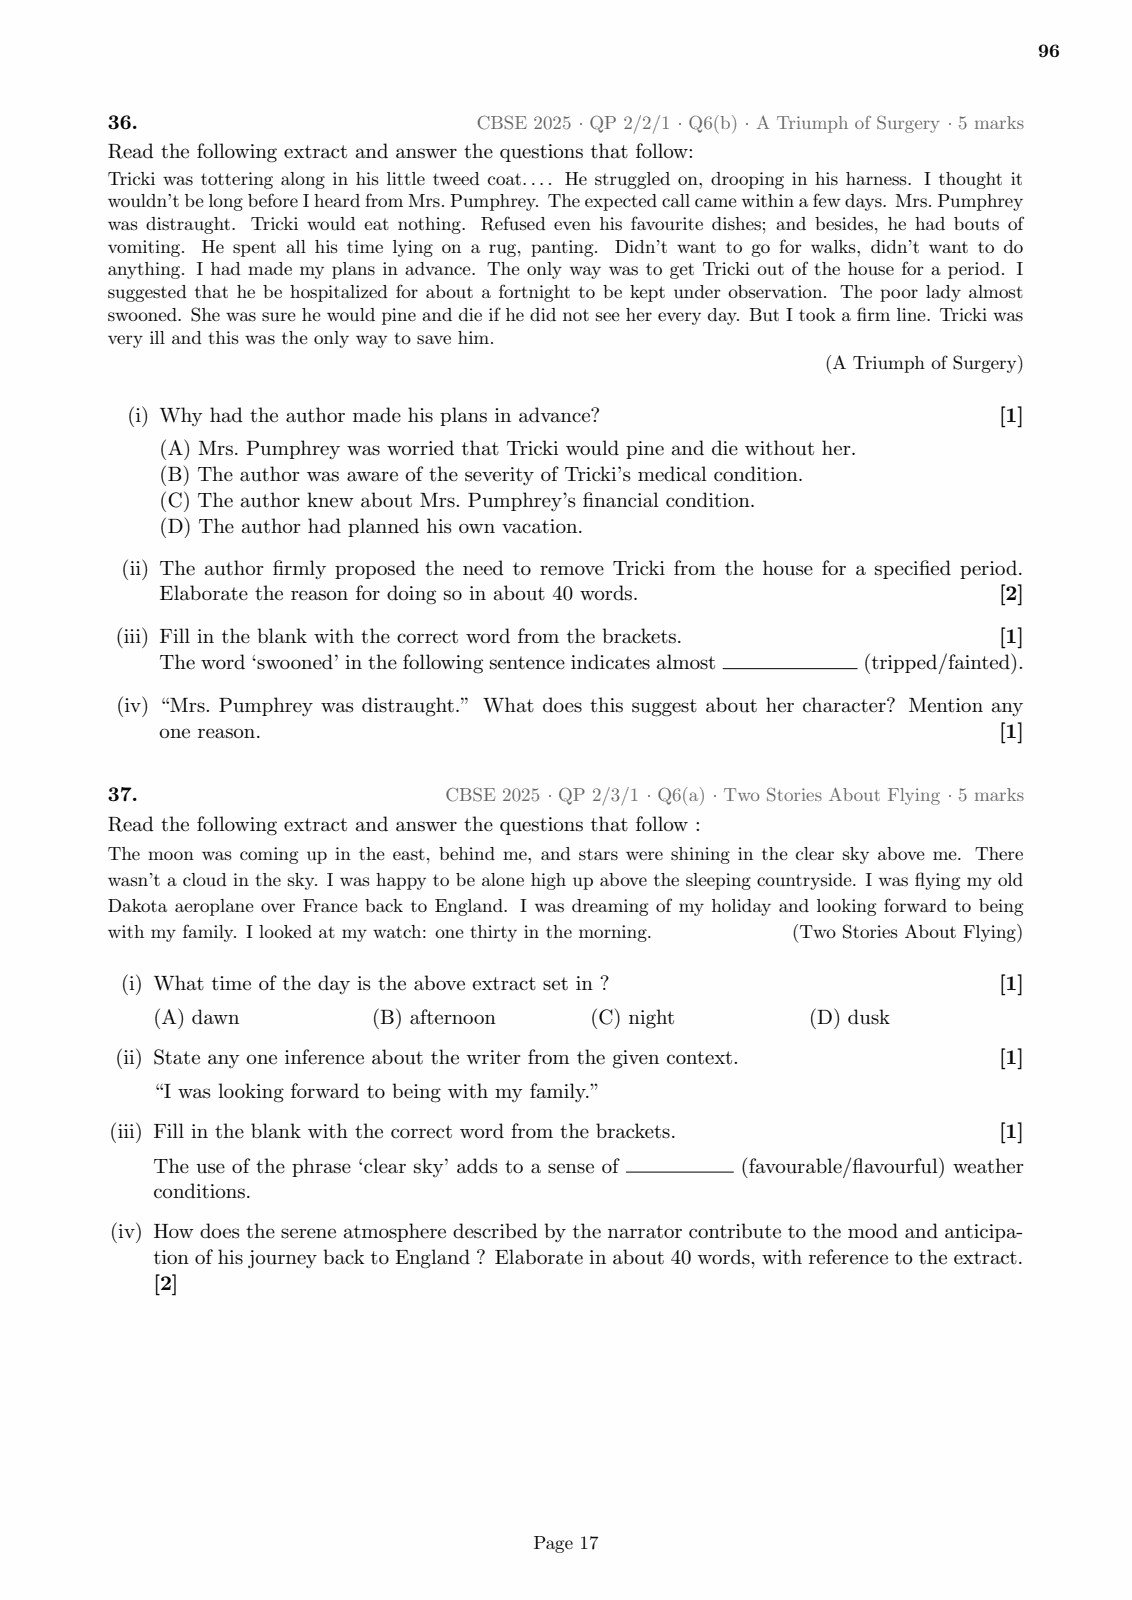 96
36. CBSE 2025 · QP 2/2/1 · Q6(b) · A Triumph of Surgery · 5 marks
Read the following extract and answer the questions that follow:
Tricki was tottering along in his little tweed coat.... He struggled on, drooping in his harness. I thought it
wouldn't be long before I heard from Mrs. Pumphrey. The expected call came within a few days. Mrs. Pumphrey
was distraught. Tricki would eat nothing. Refused even his favourite dishes; and besides, he had bouts of
vomiting. He spent all his time lying on a rug, panting. Didn't want to go for walks, didn't want to do
anything. I had made my plans in advance. The only way was to get Tricki out of the house for a period. I
suggested that he be hospitalized for about a fortnight to be kept under observation. The poor lady almost
swooned. She was sure he would pine and die if he did not see her every day. But I took a firm line. Tricki was
very ill and this was the only way to save him.
(A Triumph of Surgery)
(i) Why had the author made his plans in advance? [1]
(A) Mrs. Pumphrey was worried that Tricki would pine and die without her.
(B) The author was aware of the severity of Tricki's medical condition.
(C) The author knew about Mrs. Pumphrey's financial condition.
(D) The author had planned his own vacation.
(ii) The author firmly proposed the need to remove Tricki from the house for a specified period.
Elaborate the reason for doing so in about 40 words. [2]
(iii) Fill in the blank with the correct word from the brackets. [1]
The word ‘swooned’ in the following sentence indicates almost ____________ (tripped/fainted).
(iv) “Mrs. Pumphrey was distraught.” What does this suggest about her character? Mention any
one reason. [1]
37. CBSE 2025 · QP 2/3/1 · Q6(a) · Two Stories About Flying · 5 marks
Read the following extract and answer the questions that follow :
The moon was coming up in the east, behind me, and stars were shining in the clear sky above me. There
wasn't a cloud in the sky. I was happy to be alone high up above the sleeping countryside. I was flying my old
Dakota aeroplane over France back to England. I was dreaming of my holiday and looking forward to being
with my family. I looked at my watch: one thirty in the morning. (Two Stories About Flying)
(i) What time of the day is the above extract set in ? [1]
(A) dawn (B) afternoon (C) night (D) dusk
(ii) State any one inference about the writer from the given context. [1]
“I was looking forward to being with my family.”
(iii) Fill in the blank with the correct word from the brackets. [1]
The use of the phrase ‘clear sky’ adds to a sense of __________ (favourable/flavourful) weather
conditions.
(iv) How does the serene atmosphere described by the narrator contribute to the mood and anticipa-
tion of his journey back to England ? Elaborate in about 40 words, with reference to the extract.
[2]
Page 17